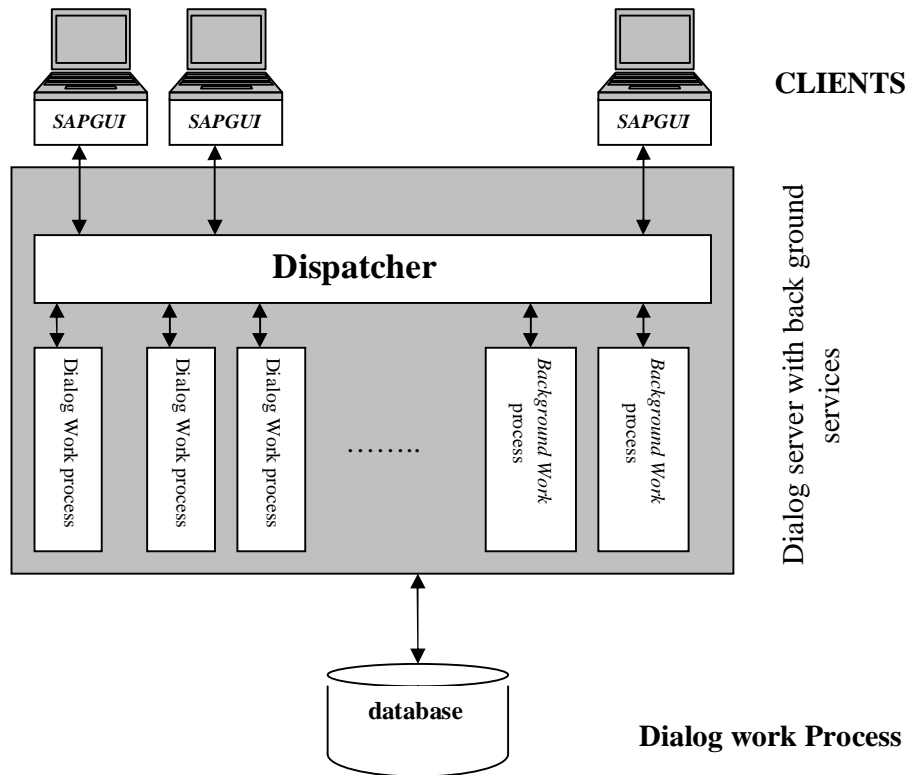 CLIENTS
SAPGUI
SAPGUI
SAPGUI
Dispatcher
Dialog Work process
Dialog Work process
Dialog Work process
........
Background Work
process
Background Work
process
Dialog server with back ground
services
database
Dialog work Process